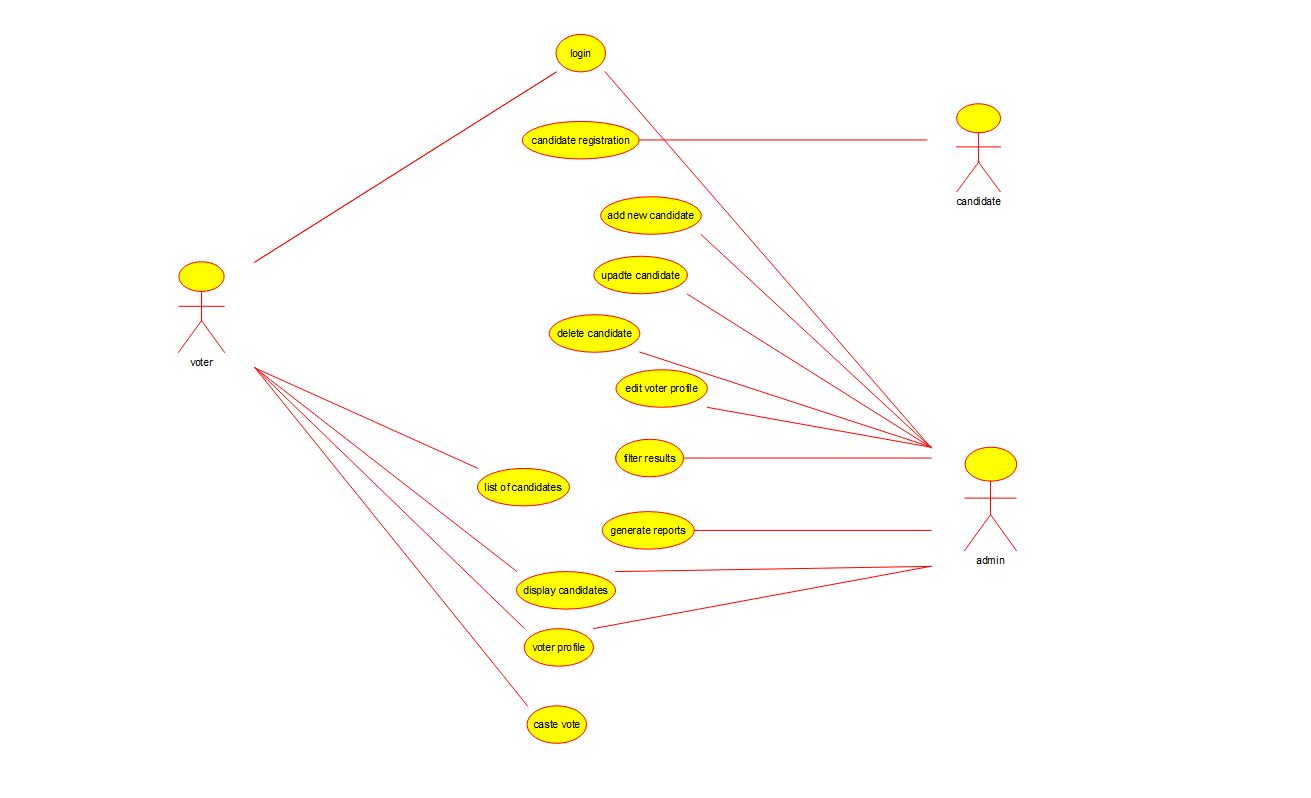 login
candidate registration
candidate
add new candidate
upadte candidate
delete candidate
voter
edit voter profile
filter results
list of candidates
generate reports
admin
display candidates
voter profile
caste vote